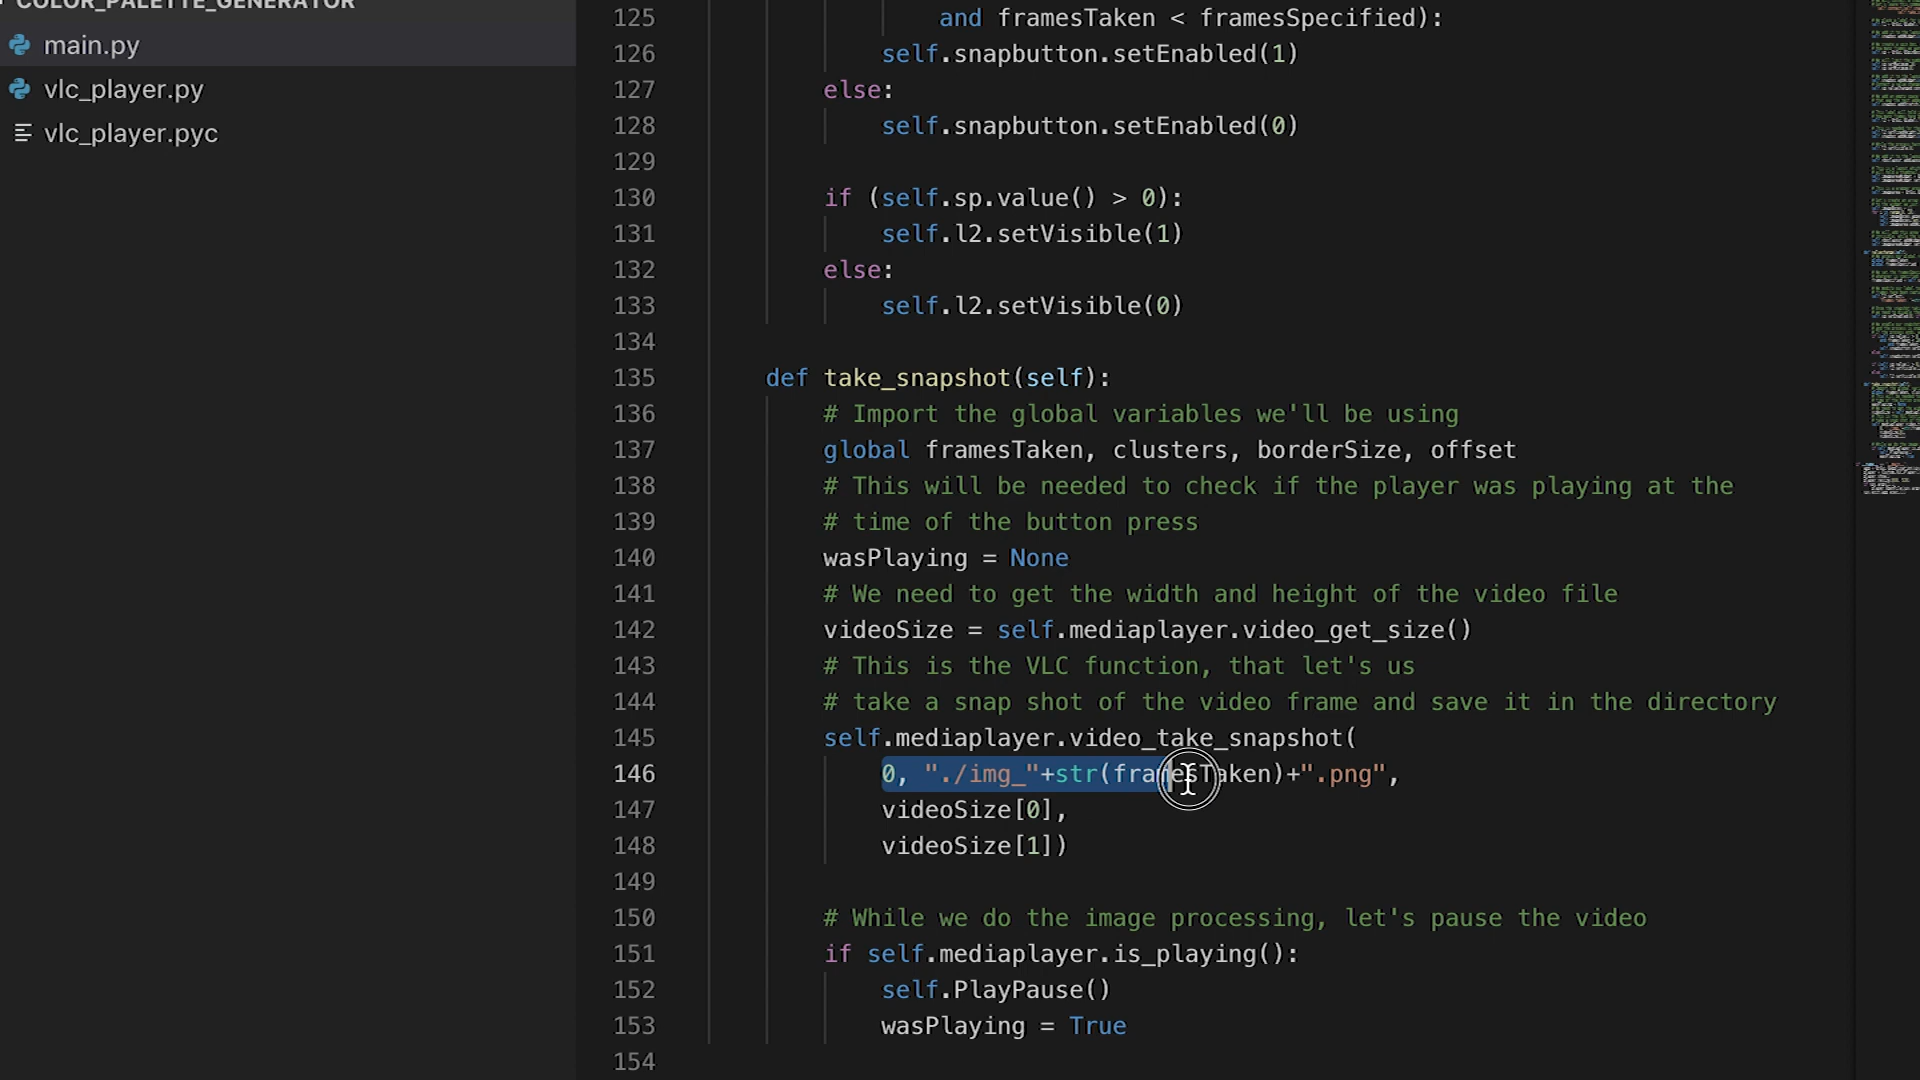 COLOR_PALETTE_GENERATOR
main.py
vlc_player.py
vlc_player.pyc
125 and framesTaken < framesSpecified):
126 self.snapbutton.setEnabled(1)
127 else:
128 self.snapbutton.setEnabled(0)
129
130 if (self.sp.value() > 0):
131 self.l2.setVisible(1)
132 else:
133 self.l2.setVisible(0)
134
135 def take_snapshot(self):
136 # Import the global variables we'll be using
137 global framesTaken, clusters, borderSize, offset
138 # This will be needed to check if the player was playing at the
139 # time of the button press
140 wasPlaying = None
141 # We need to get the width and height of the video file
142 videoSize = self.mediaplayer.video_get_size()
143 # This is the VLC function, that let's us
144 # take a snap shot of the video frame and save it in the directory
145 self.mediaplayer.video_take_snapshot(
146 0, "./img_"+str(framesTaken)+".png",
147 videoSize[0],
148 videoSize[1])
149
150 # While we do the image processing, let's pause the video
151 if self.mediaplayer.is_playing():
152 self.PlayPause()
153 wasPlaying = True
154